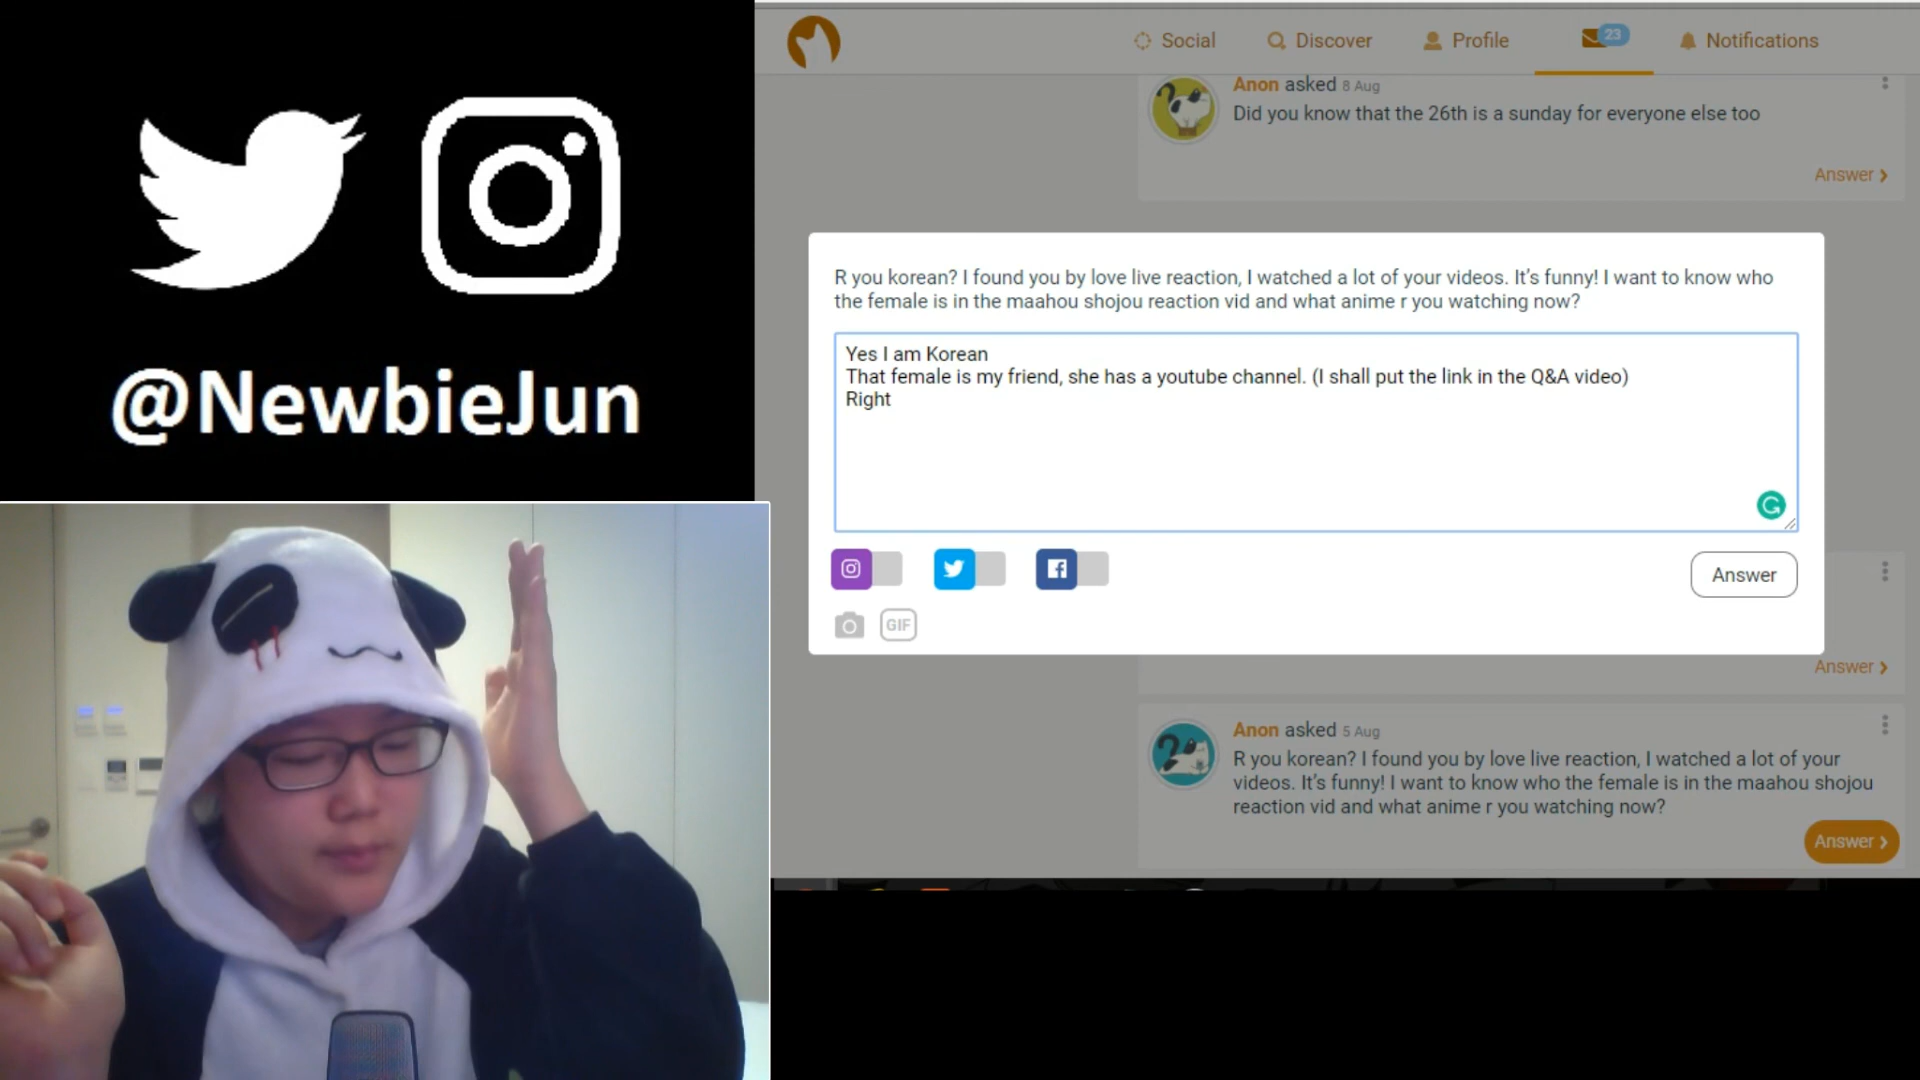 @NewbieJun
Social
Discover
Profile
23
Notifications
Anon asked 8 Aug
Did you know that the 26th is a sunday for everyone else too
Answer
R you korean? I found you by love live reaction, I watched a lot of your videos. It's funny! I want to know who
the female is in the maahou shojou reaction vid and what anime r you watching now?
Yes I am Korean
That female is my friend, she has a youtube channel. (I shall put the link in the Q&A video)
Right
Answer
GIF
Answer
Anon asked 5 Aug
R you korean? I found you by love live reaction, I watched a lot of your
videos. It's funny! I want to know who the female is in the maahou shojou
reaction vid and what anime r you watching now?
Answer